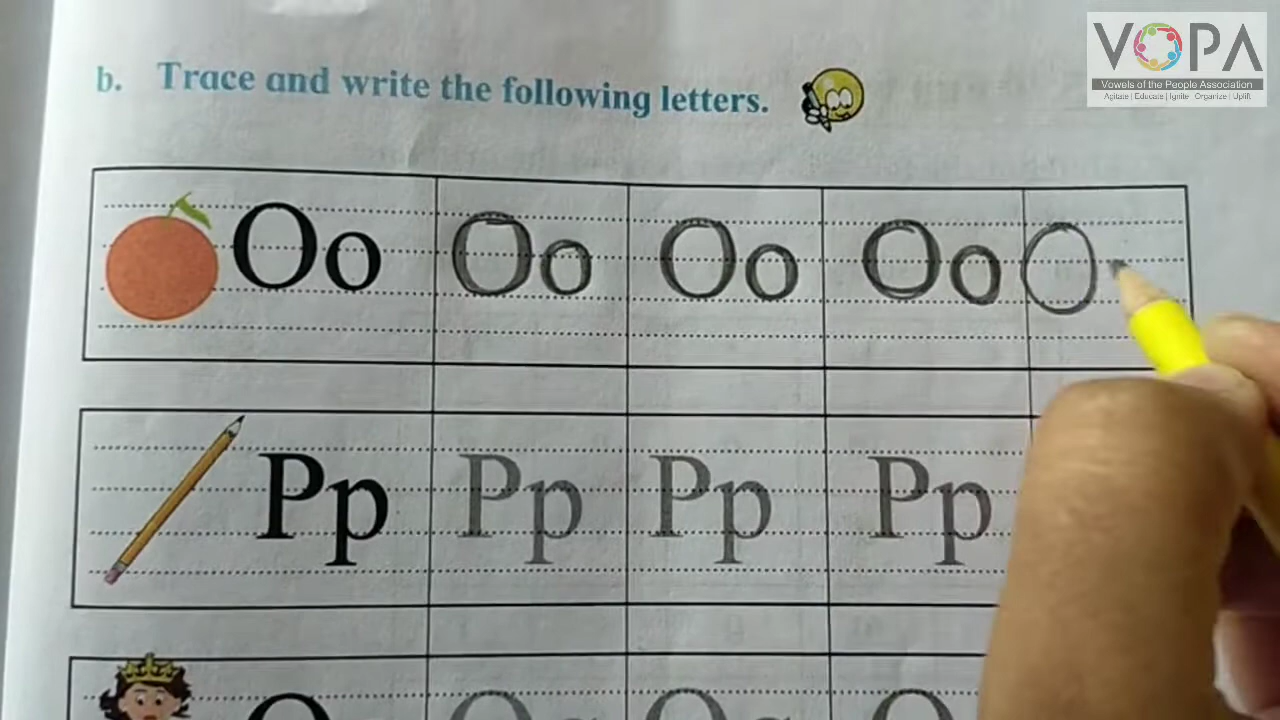 VOPA
Vowels of the People Association
Agitate | Educate | Ignite Organize | Uplift
b. Trace and write the following letters.
Oo Oo Oo Oo O
Pp Pp Pp Pp